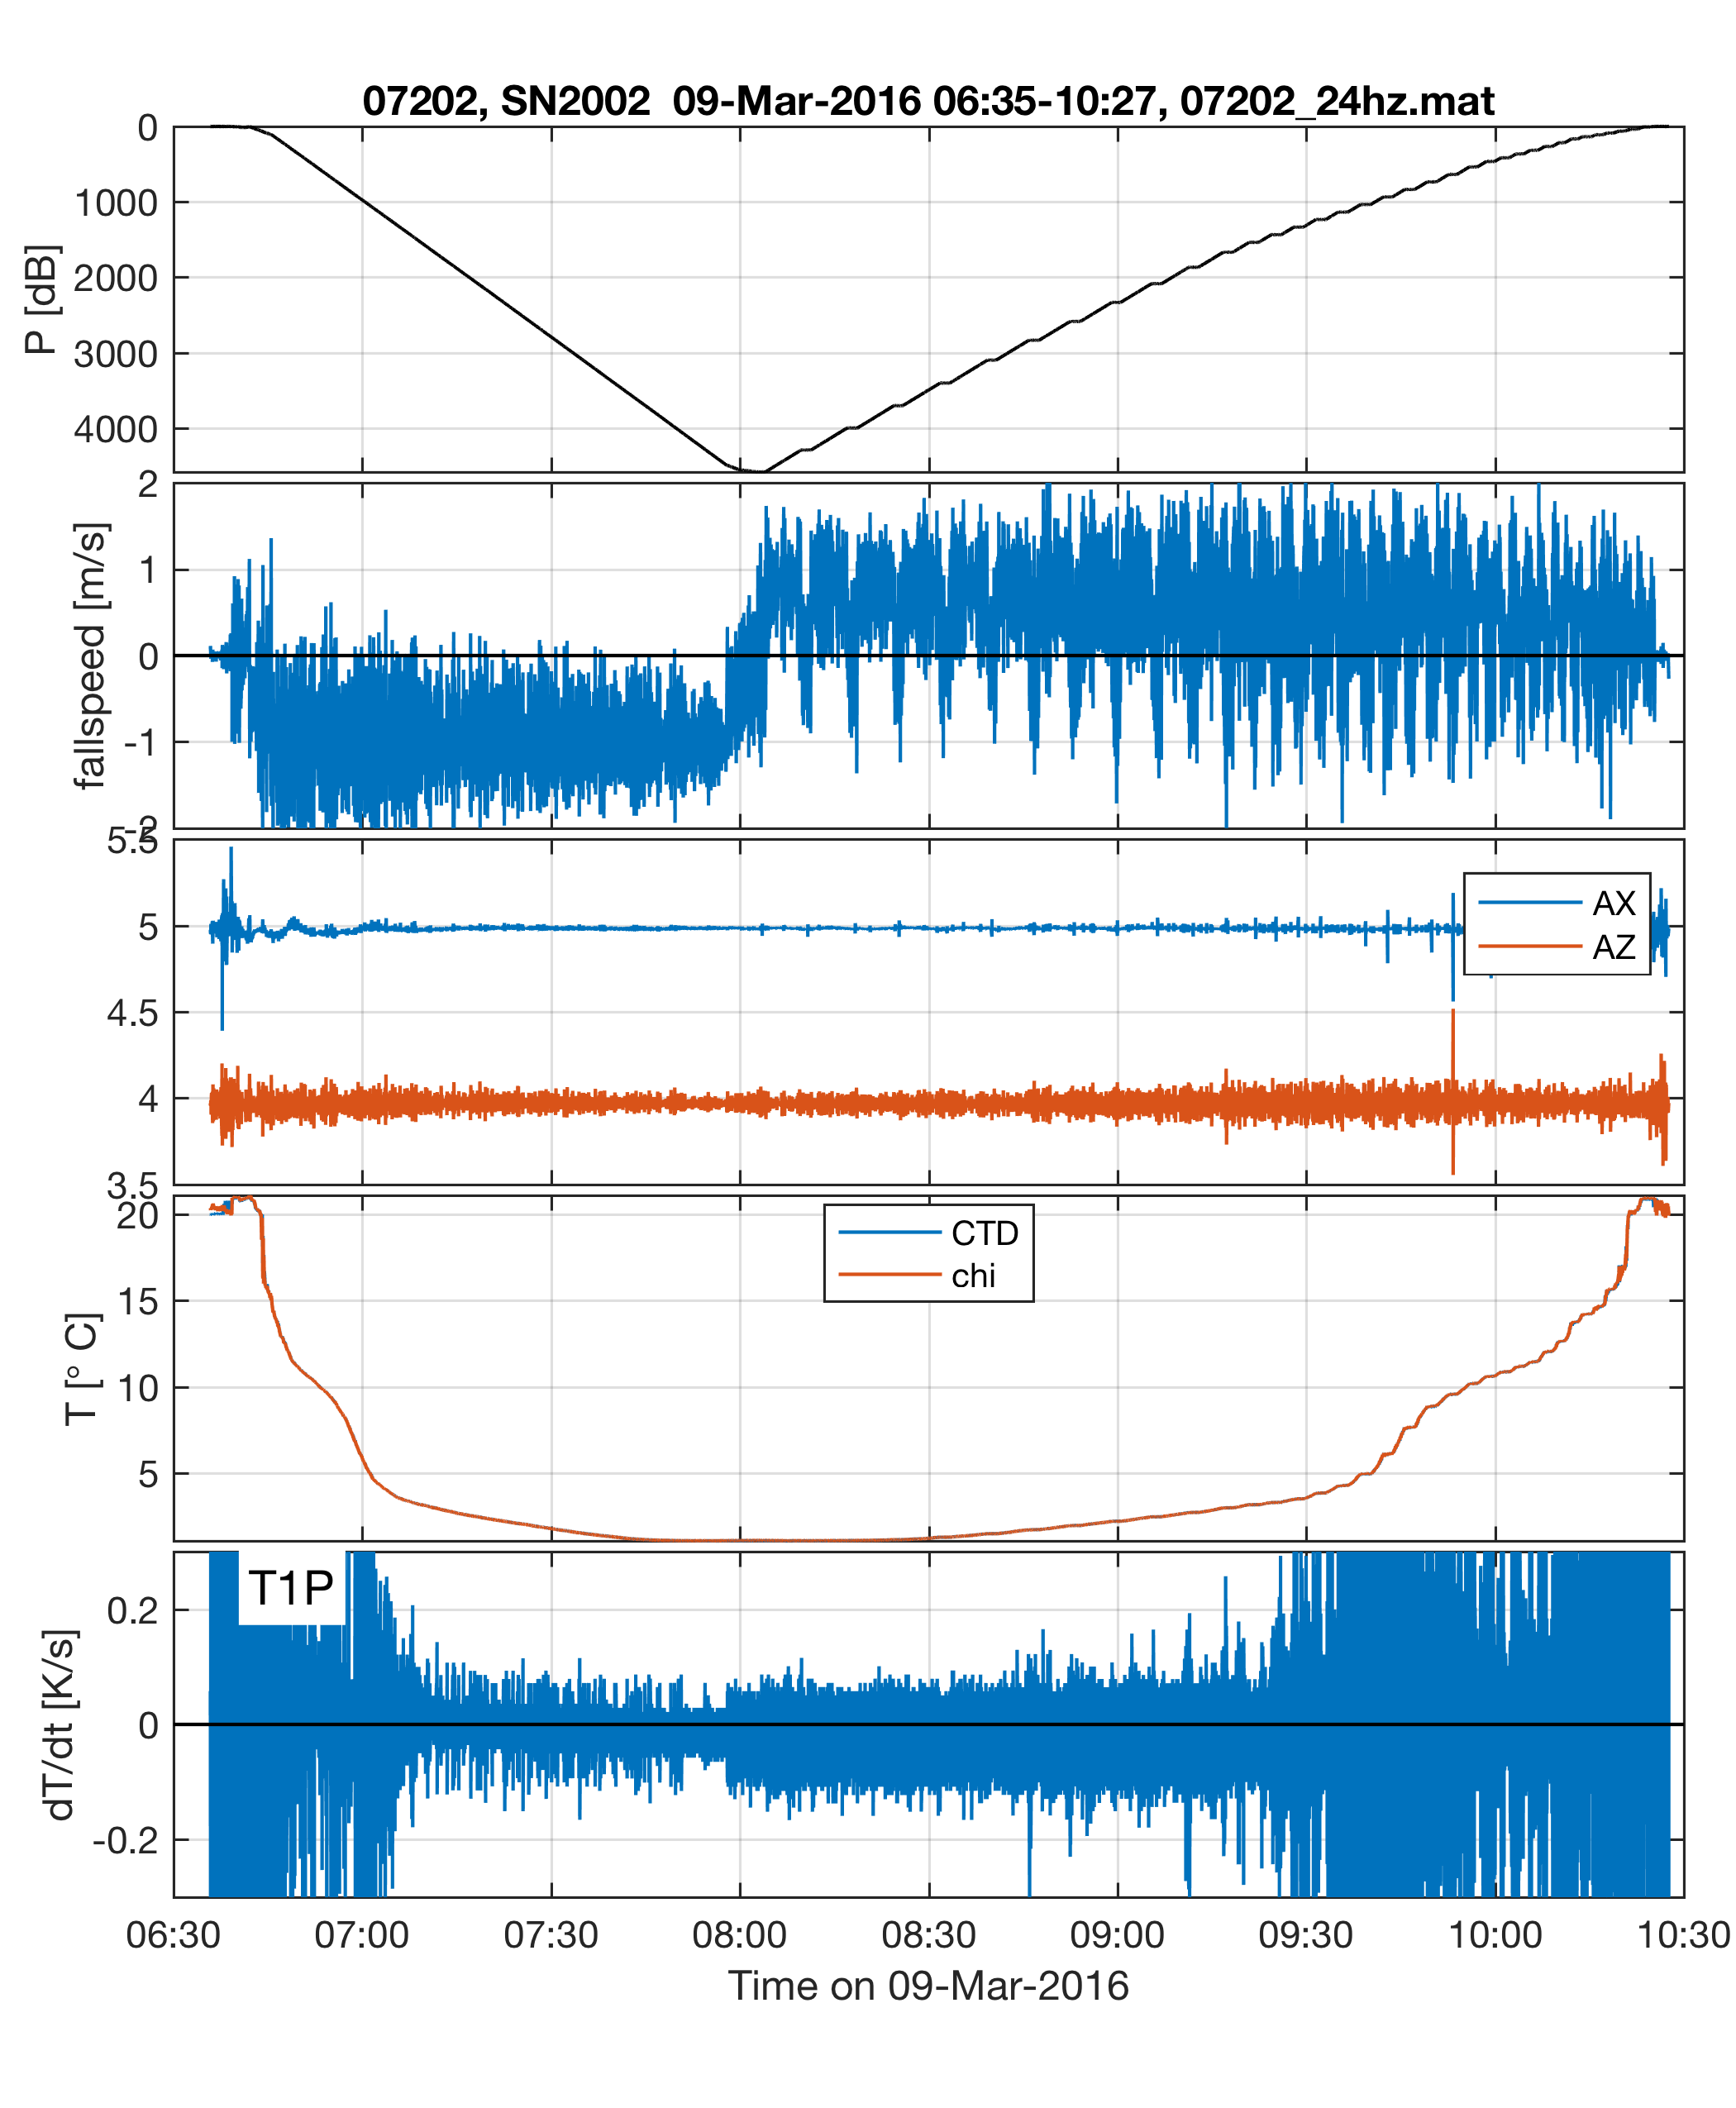 07202, SN2002  09-Mar-2016 06:35-10:27, 07202_24hz.mat
0
1000
2000
3000
4000
P [dB]
2
1
0
-1
-2
fallspeed [m/s]
5.5
5
4.5
4
3.5
AX
AZ
20
15
10
5
T [° C]
CTD
chi
T1P
0.2
0
-0.2
dT/dt [K/s]
06:30 07:00 07:30 08:00 08:30 09:00 09:30 10:00 10:30
Time on 09-Mar-2016